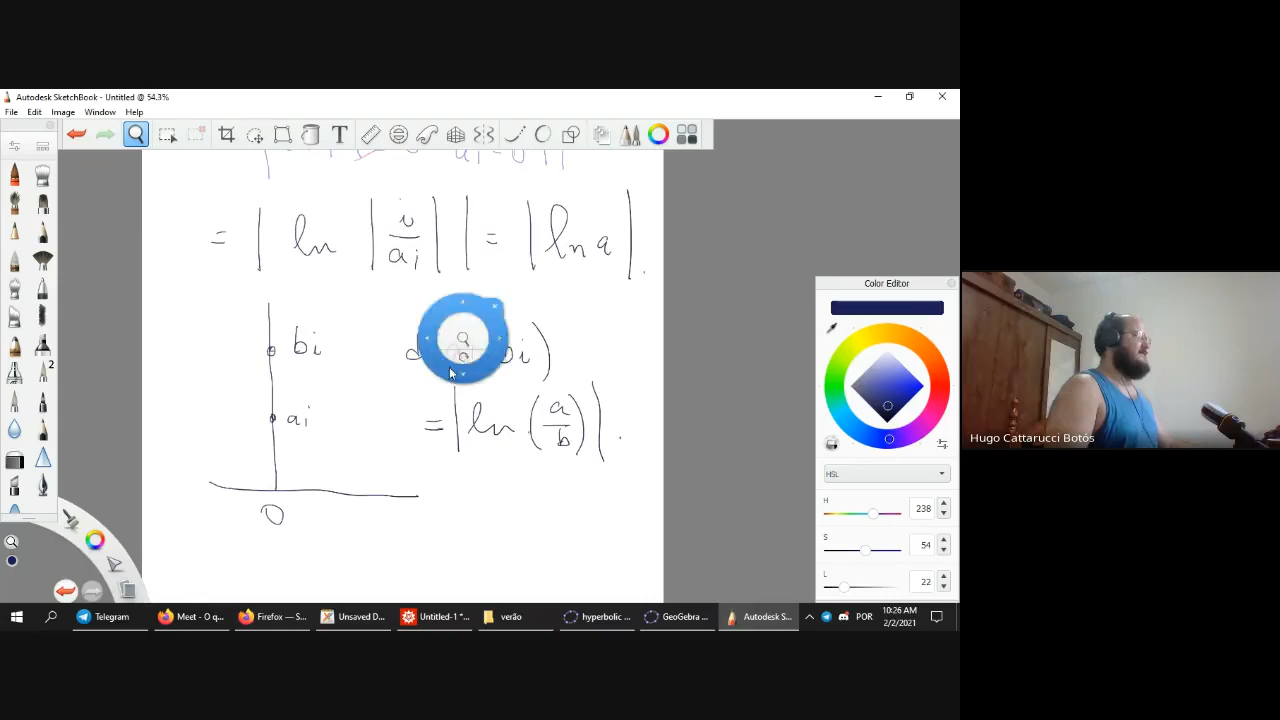 Autodesk SketchBook - Untitled @ 54.3%
File Edit Image Window Help
= | ln | i/ai | | = | ln a | .
bi
bi)
ai
= | ln (a/b) | .
0
2
Color Editor
HSL
H 238
S 54
L 22
Hugo Cattarucci Botós
Telegram Meet - O q... Firefox — S... Unsaved D... Untitled-1 *... verão hyperbolic ... GeoGebra Autodesk S... POR
10:26 AM
2/2/2021